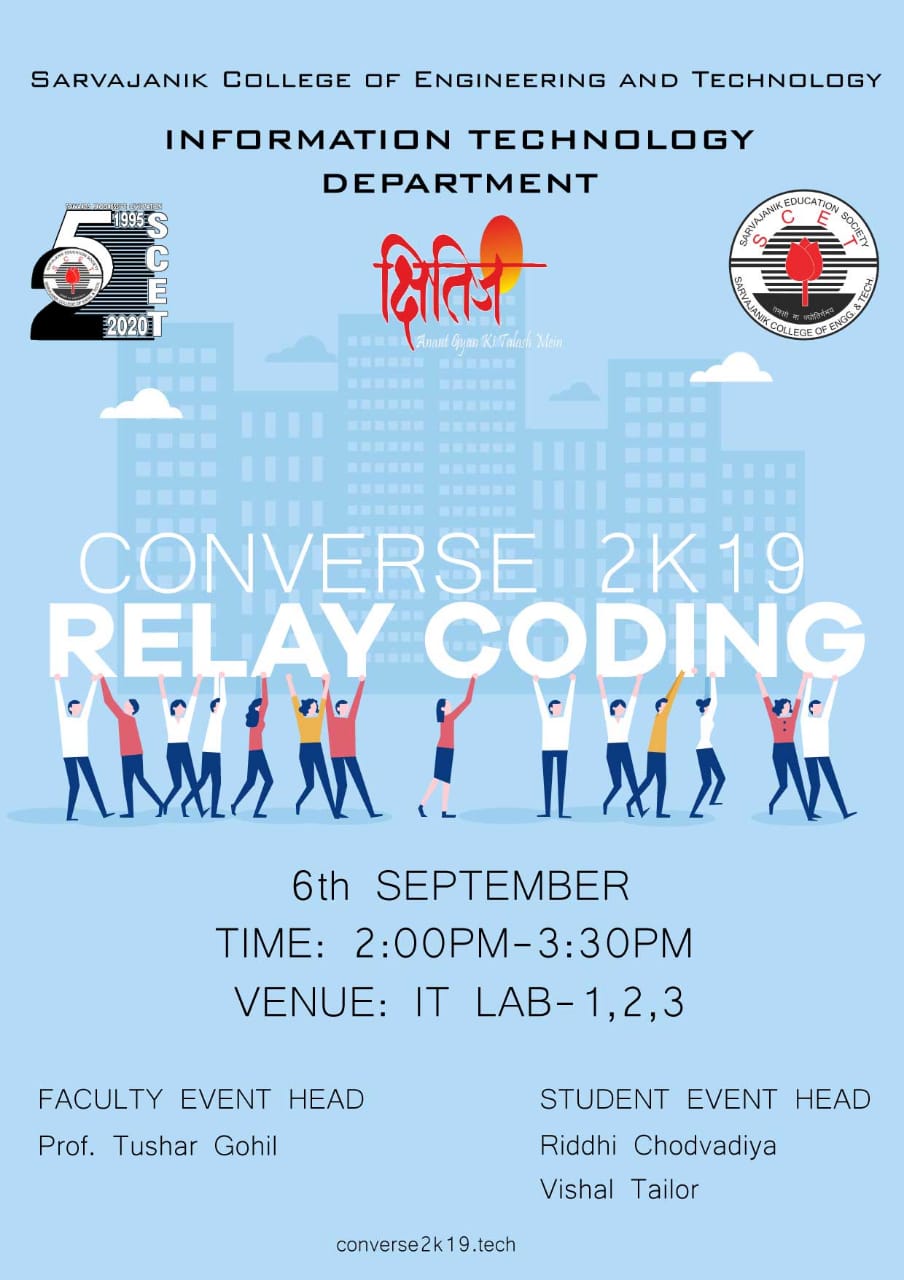 SARVAJANIK COLLEGE OF ENGINEERING AND TECHNOLOGY
INFORMATION TECHNOLOGY
DEPARTMENT
1995
SCET
2020
क्षितिज
Anant Gyan Ki Talash Mein
SARVAJANIK EDUCATION SOCIETY
SCET
तमसो मा ज्योतिर्गमय
SARVAJANIK COLLEGE OF ENGG. & TECH
CONVERSE 2K19
RELAY CODING
6th SEPTEMBER
TIME: 2:00PM-3:30PM
VENUE: IT LAB-1,2,3
FACULTY EVENT HEAD
Prof. Tushar Gohil
STUDENT EVENT HEAD
Riddhi Chodvadiya
Vishal Tailor
converse2k19.tech